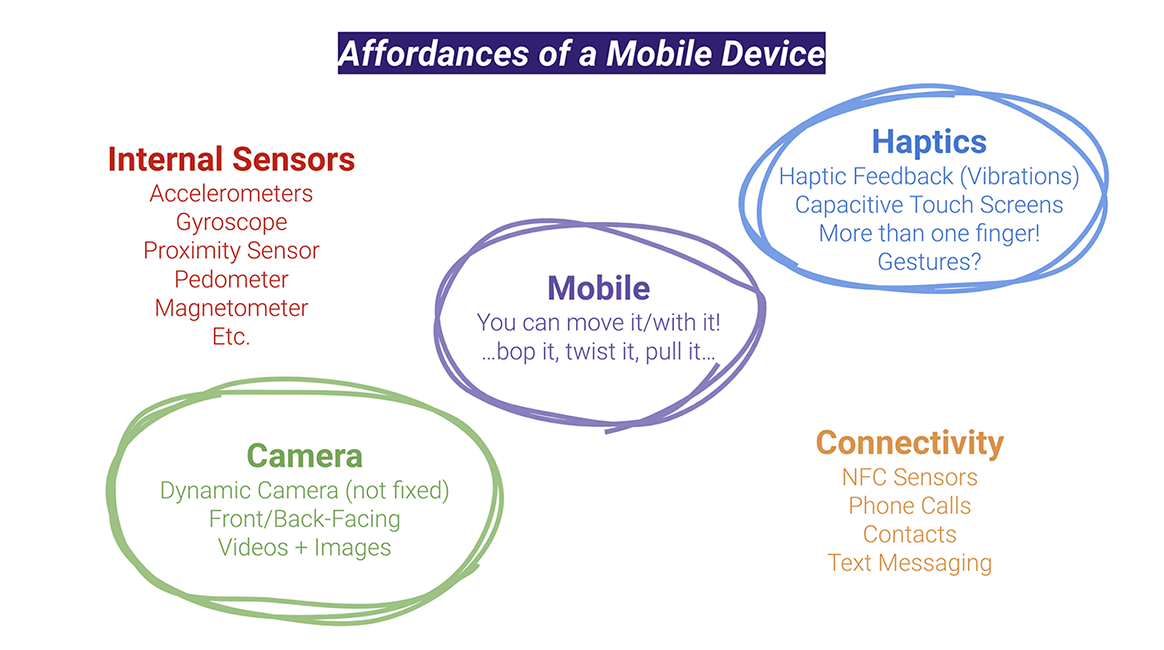 Affordances of a Mobile Device
Internal Sensors
Accelerometers
Gyroscope
Proximity Sensor
Pedometer
Magnetometer
Etc.
Haptics
Haptic Feedback (Vibrations)
Capacitive Touch Screens
More than one finger!
Gestures?
Mobile
You can move it/with it!
...bop it, twist it, pull it...
Camera
Dynamic Camera (not fixed)
Front/Back-Facing
Videos + Images
Connectivity
NFC Sensors
Phone Calls
Contacts
Text Messaging